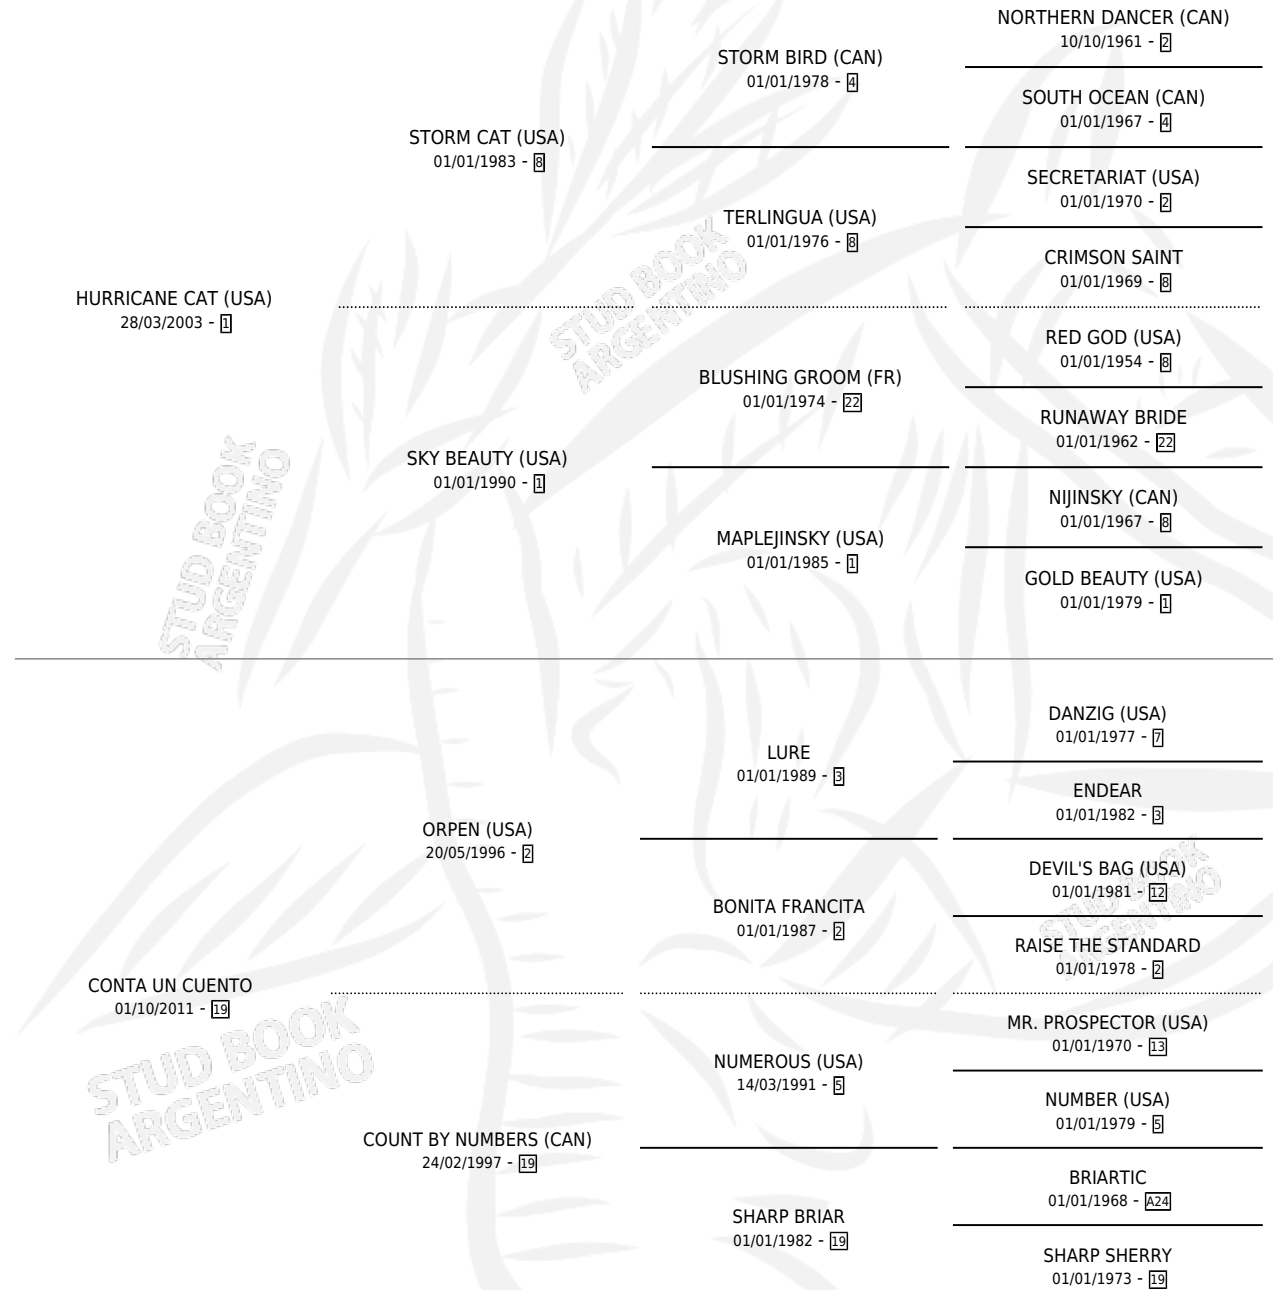 NORTHERN DANCER (CAN)
10/10/1961 - 2
STORM BIRD (CAN)
01/01/1978 - 4
SOUTH OCEAN (CAN)
01/01/1967 - 4
STORM CAT (USA)
01/01/1983 - 8
SECRETARIAT (USA)
01/01/1970 - 2
TERLINGUA (USA)
01/01/1976 - 8
CRIMSON SAINT
01/01/1969 - 8
HURRICANE CAT (USA)
28/03/2003 - 1
STUD BOOK
ARGENTINO
RED GOD (USA)
01/01/1954 - 8
BLUSHING GROOM (FR)
01/01/1974 - 22
RUNAWAY BRIDE
01/01/1962 - 22
SKY BEAUTY (USA)
01/01/1990 - 1
NIJINSKY (CAN)
01/01/1967 - 8
MAPLEJINSKY (USA)
01/01/1985 - 1
GOLD BEAUTY (USA)
01/01/1979 - 1
STUD BOOK
ARGENTINO
DANZIG (USA)
01/01/1977 - 7
LURE
01/01/1989 - 3
ENDEAR
01/01/1982 - 3
ORPEN (USA)
20/05/1996 - 2
DEVIL'S BAG (USA)
01/01/1981 - 12
BONITA FRANCITA
01/01/1987 - 2
STUD BOOK
ARGENTINO
RAISE THE STANDARD
01/01/1978 - 2
CONTA UN CUENTO
01/10/2011 - 19
STUD BOOK
ARGENTINO
MR. PROSPECTOR (USA)
01/01/1970 - 13
NUMEROUS (USA)
14/03/1991 - 5
NUMBER (USA)
01/01/1979 - 5
COUNT BY NUMBERS (CAN)
24/02/1997 - 19
BRIARTIC
01/01/1968 - A24
SHARP BRIAR
01/01/1982 - 19
SHARP SHERRY
01/01/1973 - 19